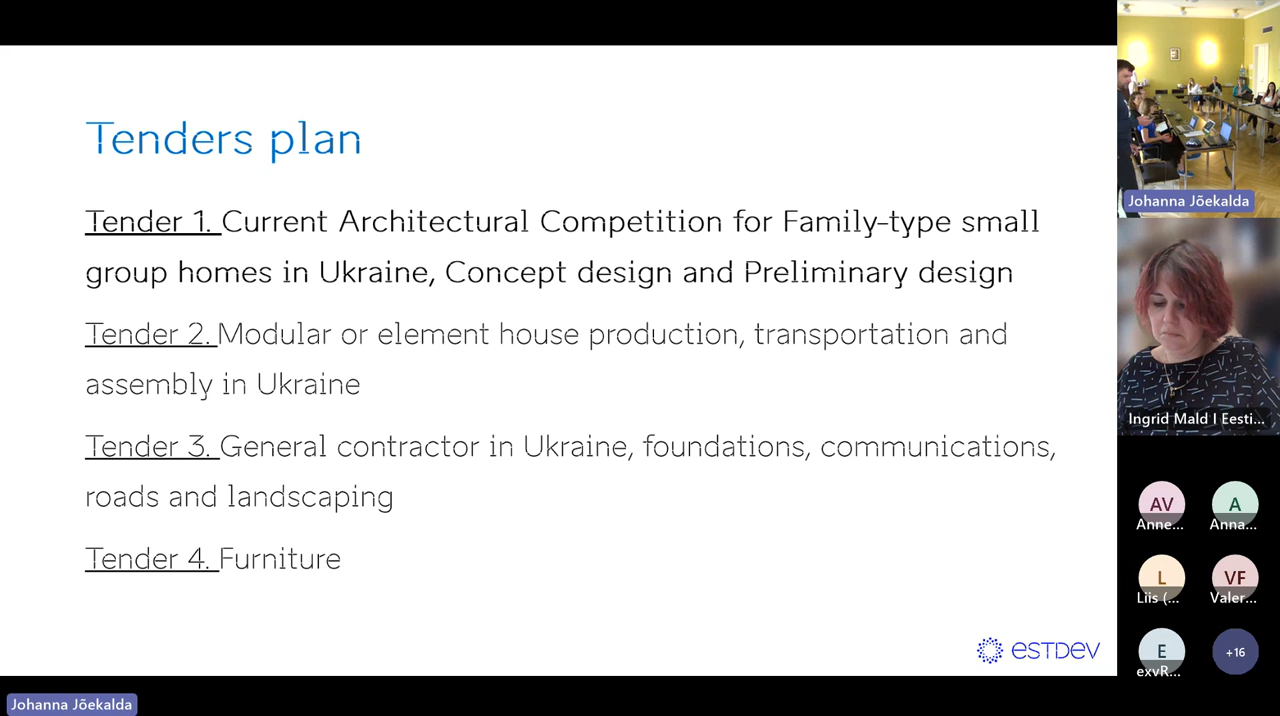 Tenders plan
Tender 1. Current Architectural Competition for Family-type small
group homes in Ukraine, Concept design and Preliminary design
Tender 2. Modular or element house production, transportation and
assembly in Ukraine
Tender 3. General contractor in Ukraine, foundations, communications,
roads and landscaping
Tender 4. Furniture
ESTDEV
Johanna Jõekalda
Ingrid Mald I Eesti...
AV
Anne...
A
Anna...
L
Liis (...
VF
Valer...
E
exvR...
+16
Johanna Jõekalda